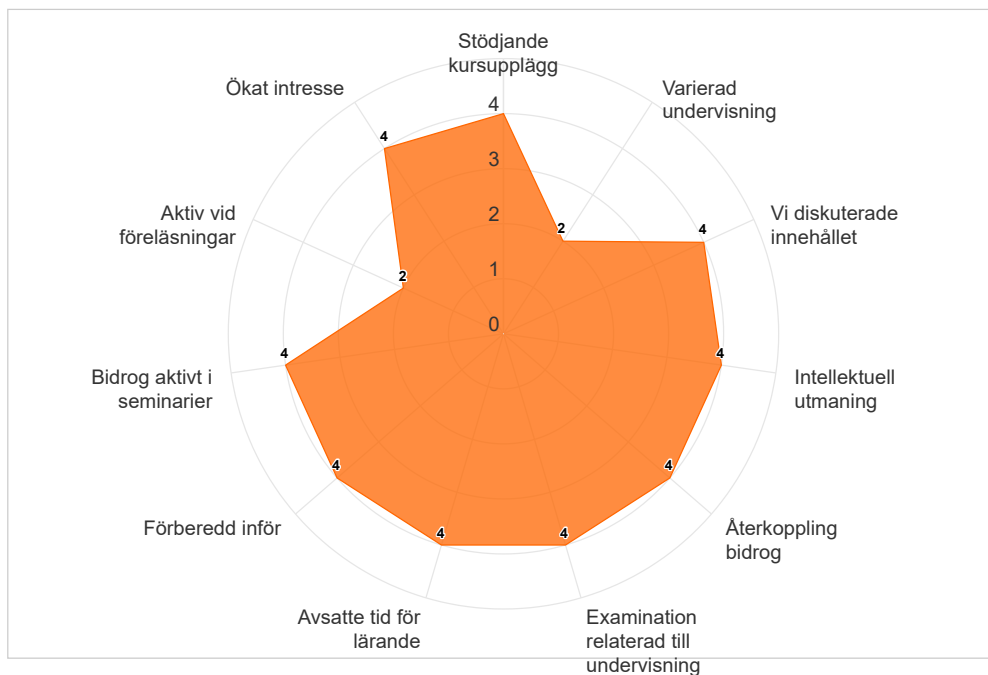 Stödjande
kursupplägg
Varierad
undervisning
Vi diskuterade
innehållet
Intellektuell
utmaning
Återkoppling
bidrog
Examination
relaterad till
undervisning
Avsatte tid för
lärande
Förberedd inför
Bidrog aktivt i
seminarier
Aktiv vid
föreläsningar
Ökat intresse
4
3
2
1
0
2
4
4
4
4
4
4
4
2
4